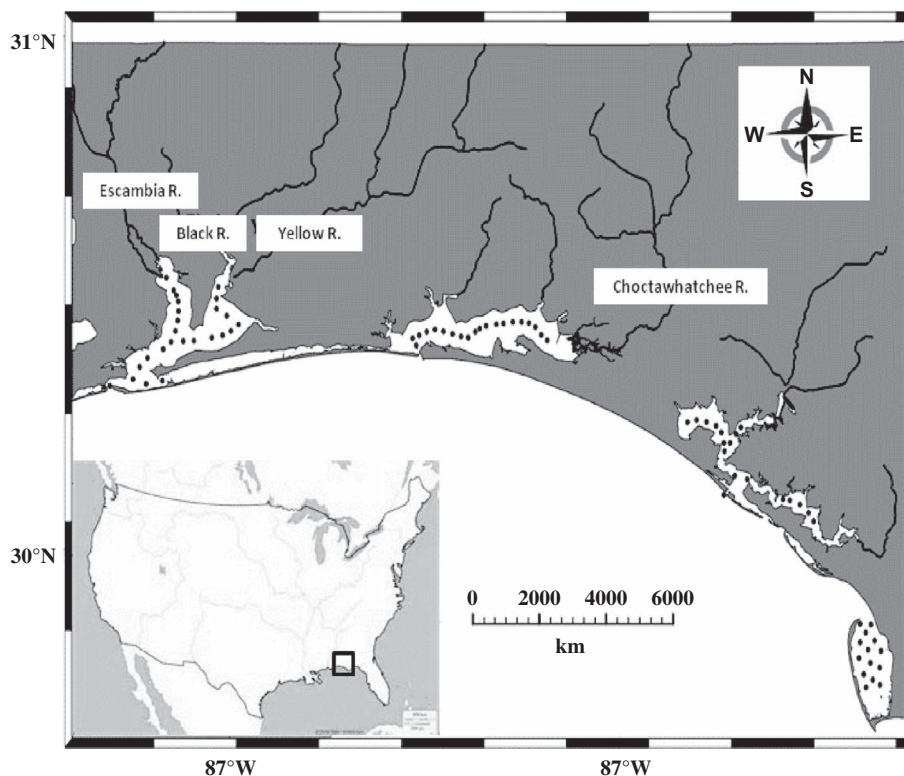 31°N
N
W E
S
Escambia R.
Black R. Yellow R.
Choctawhatchee R.
30°N
0 2000 4000 6000
km
87°W 87°W